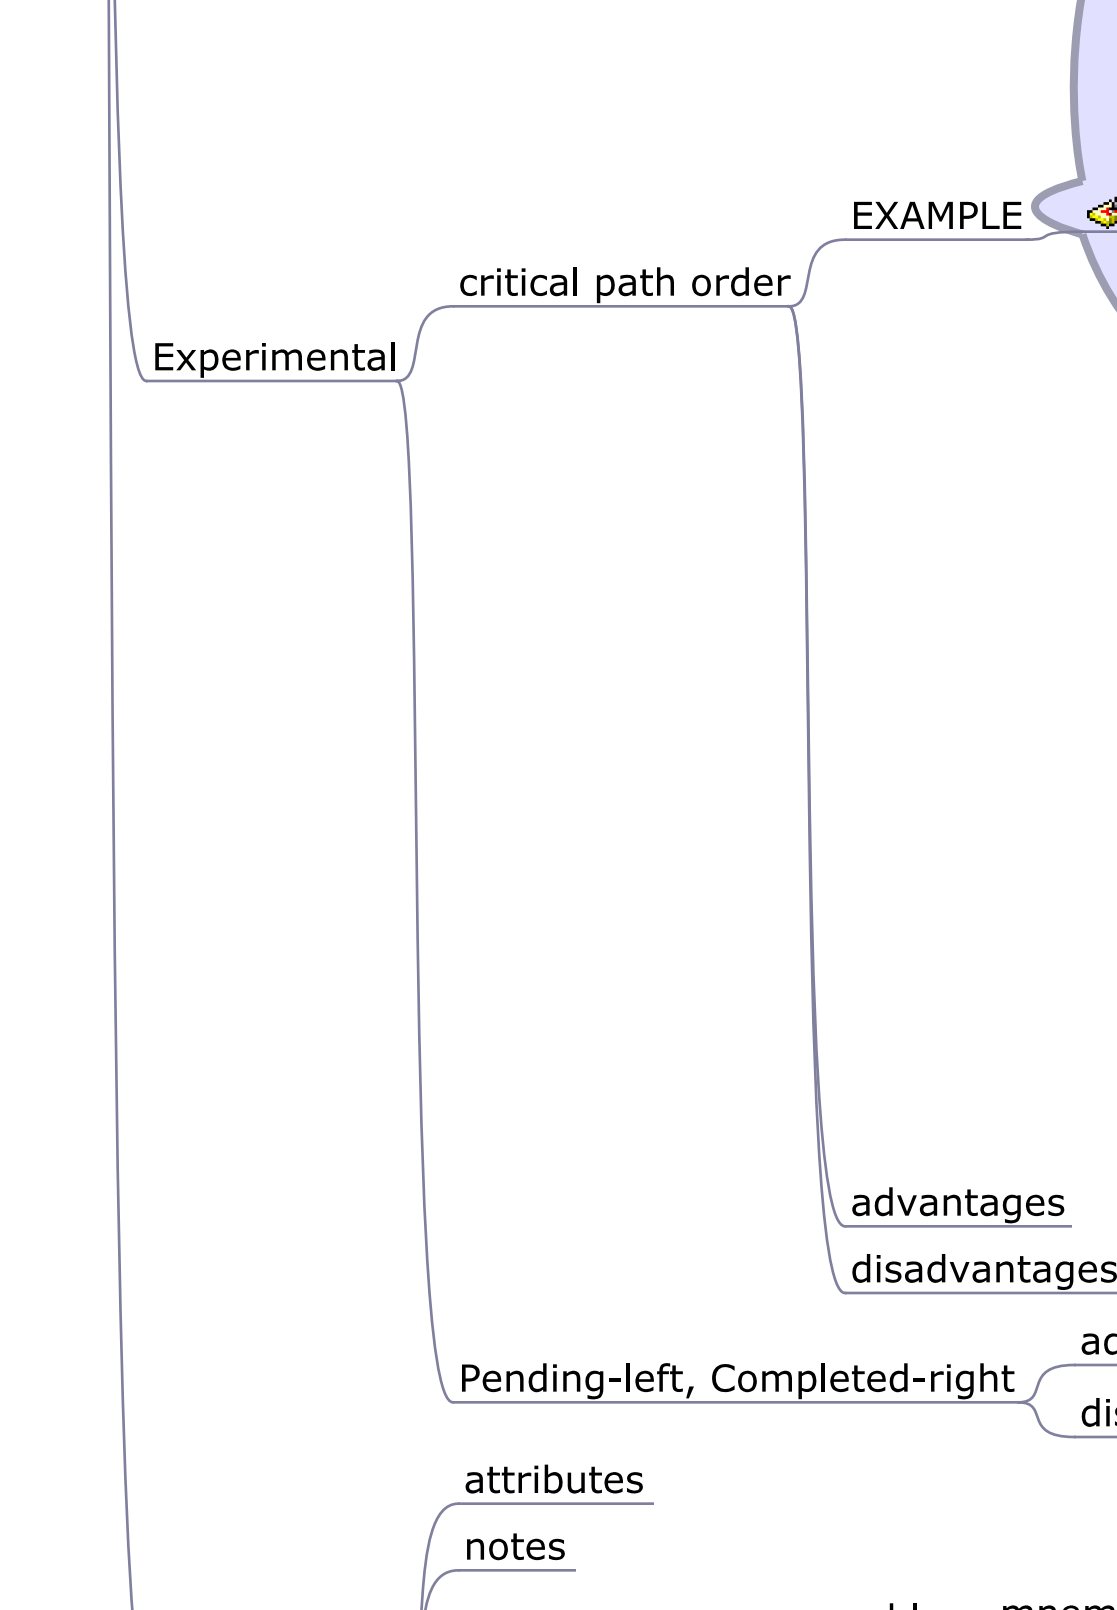 EXAMPLE
critical path order
Experimental
advantages
disadvantages
Pending-left, Completed-right
attributes
notes